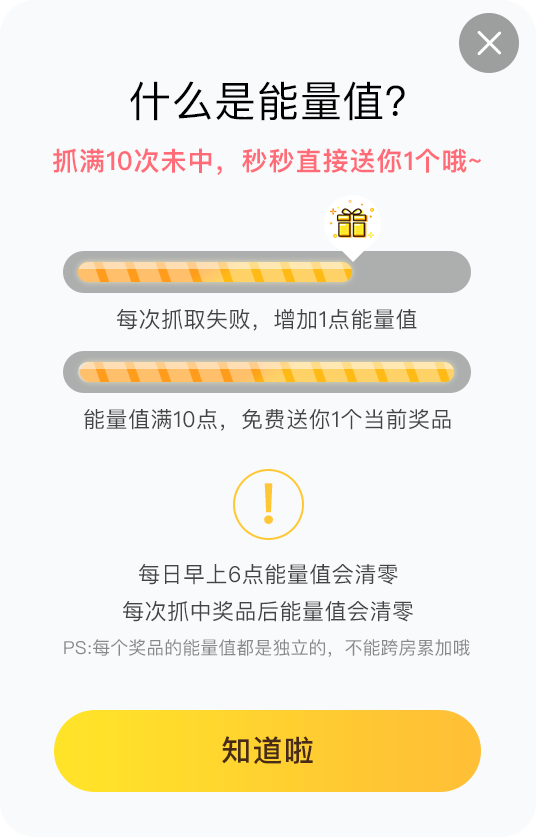 什么是能量值?
抓满10次未中，秒秒直接送你1个哦~
每次抓取失败，增加1点能量值
能量值满10点，免费送你1个当前奖品
!
每日早上6点能量值会清零
每次抓中奖品后能量值会清零
PS:每个奖品的能量值都是独立的，不能跨房累加哦
知道啦